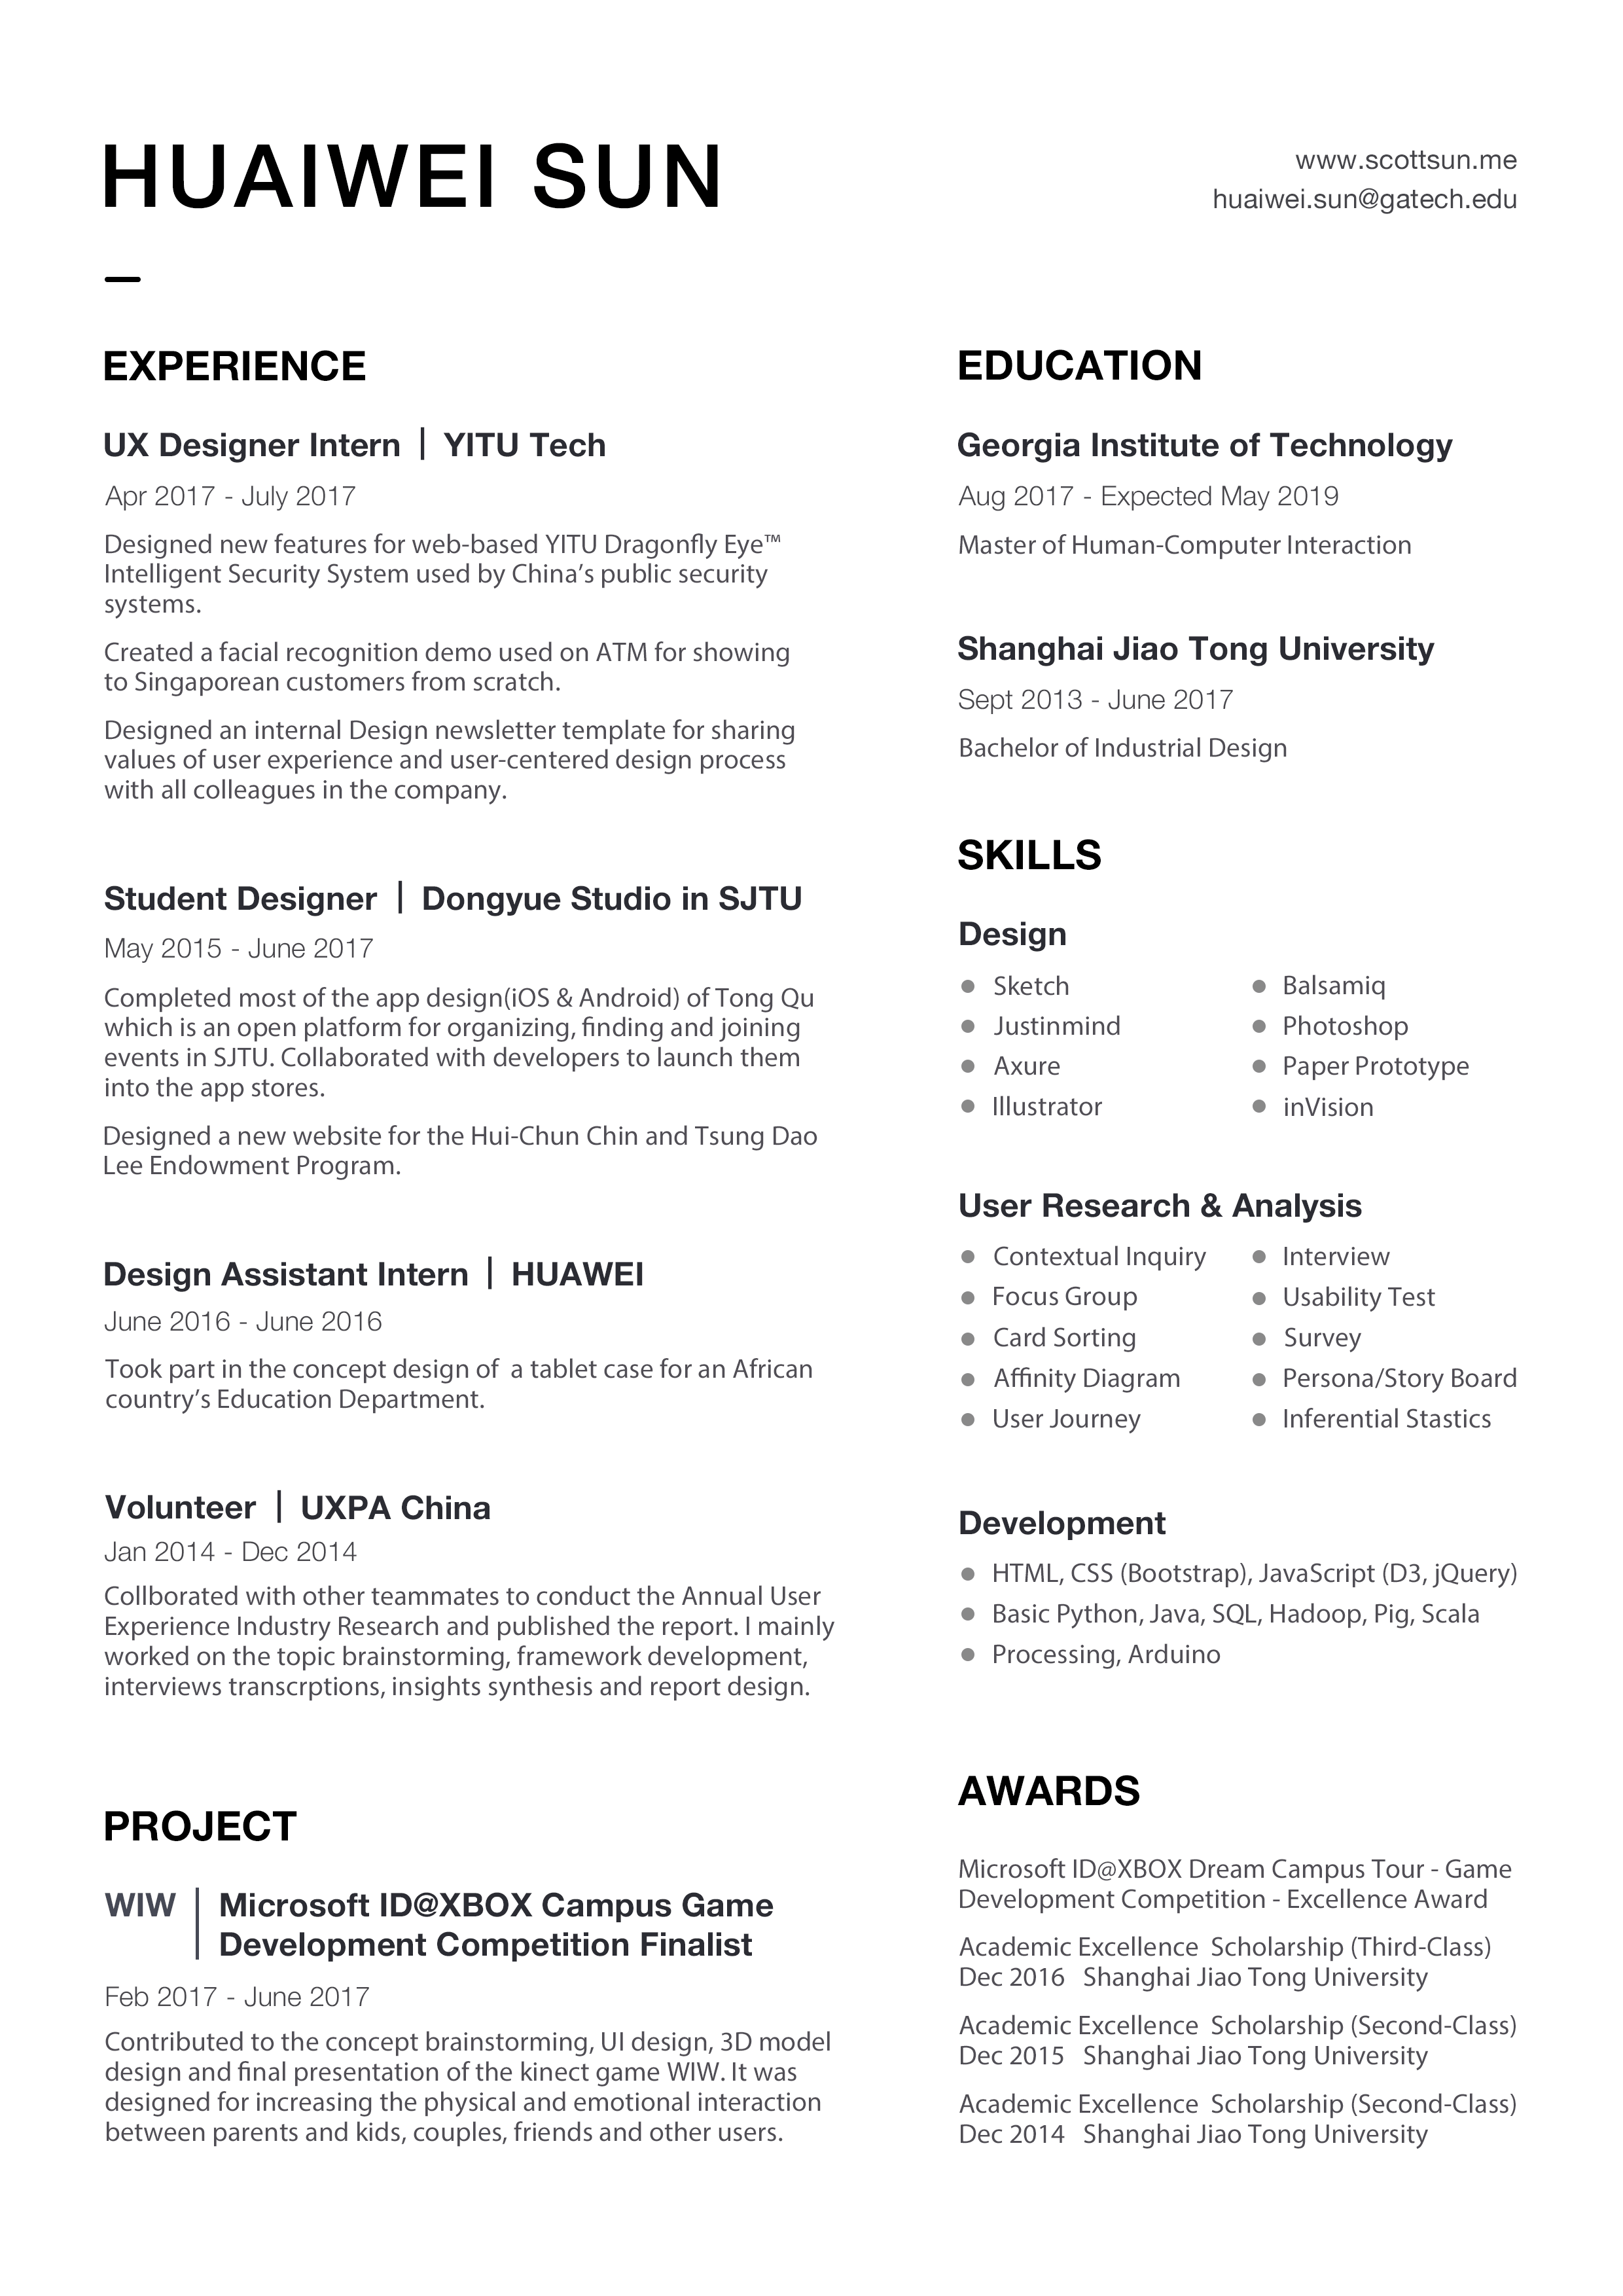 HUAIWEI SUN
www.scottsun.me
huaiwei.sun@gatech.edu
EXPERIENCE
UX Designer Intern | YITU Tech
Apr 2017 - July 2017
Designed new features for web-based YITU Dragonfly Eye™
Intelligent Security System used by China’s public security
systems.
Created a facial recognition demo used on ATM for showing
to Singaporean customers from scratch.
Designed an internal Design newsletter template for sharing
values of user experience and user-centered design process
with all colleagues in the company.
Student Designer | Dongyue Studio in SJTU
May 2015 - June 2017
Completed most of the app design(iOS & Android) of Tong Qu
which is an open platform for organizing, finding and joining
events in SJTU. Collaborated with developers to launch them
into the app stores.
Designed a new website for the Hui-Chun Chin and Tsung Dao
Lee Endowment Program.
Design Assistant Intern | HUAWEI
June 2016 - June 2016
Took part in the concept design of  a tablet case for an African
country’s Education Department.
Volunteer | UXPA China
Jan 2014 - Dec 2014
Collborated with other teammates to conduct the Annual User
Experience Industry Research and published the report. I mainly
worked on the topic brainstorming, framework development,
interviews transcrptions, insights synthesis and report design.
PROJECT
WIW | Microsoft ID@XBOX Campus Game
Development Competition Finalist
Feb 2017 - June 2017
Contributed to the concept brainstorming, UI design, 3D model
design and final presentation of the kinect game WIW. It was
designed for increasing the physical and emotional interaction
between parents and kids, couples, friends and other users.
EDUCATION
Georgia Institute of Technology
Aug 2017 - Expected May 2019
Master of Human-Computer Interaction
Shanghai Jiao Tong University
Sept 2013 - June 2017
Bachelor of Industrial Design
SKILLS
Design
● Sketch ● Balsamiq
● Justinmind ● Photoshop
● Axure ● Paper Prototype
● Illustrator ● inVision
User Research & Analysis
● Contextual Inquiry ● Interview
● Focus Group ● Usability Test
● Card Sorting ● Survey
● Affinity Diagram ● Persona/Story Board
● User Journey ● Inferential Stastics
Development
● HTML, CSS (Bootstrap), JavaScript (D3, jQuery)
● Basic Python, Java, SQL, Hadoop, Pig, Scala
● Processing, Arduino
AWARDS
Microsoft ID@XBOX Dream Campus Tour - Game
Development Competition - Excellence Award
Academic Excellence  Scholarship (Third-Class)
Dec 2016   Shanghai Jiao Tong University
Academic Excellence  Scholarship (Second-Class)
Dec 2015   Shanghai Jiao Tong University
Academic Excellence  Scholarship (Second-Class)
Dec 2014   Shanghai Jiao Tong University